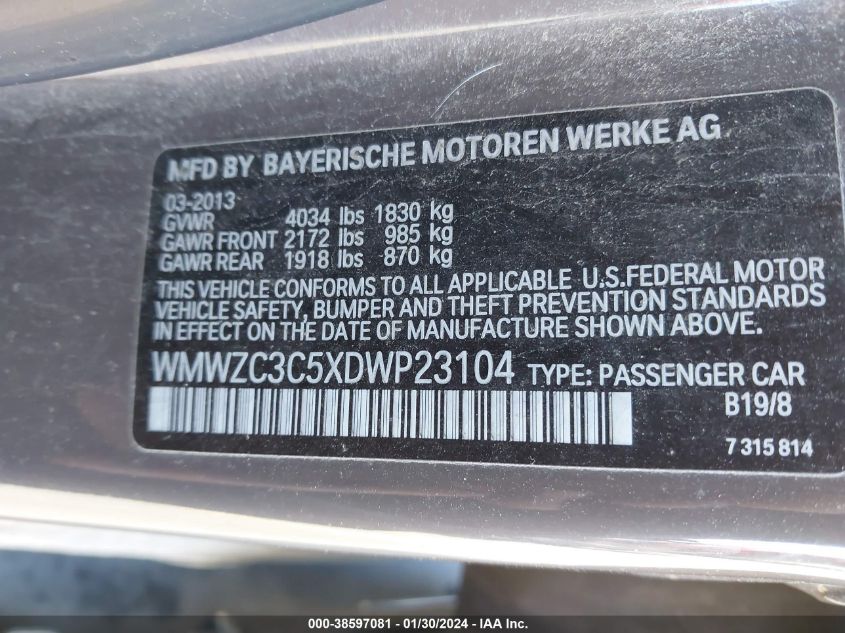 MFD BY BAYERISCHE MOTOREN WERKE AG
03-2013
GVWR 4034 lbs 1830 kg
GAWR FRONT 2172 lbs 985 kg
GAWR REAR 1918 lbs 870 kg
THIS VEHICLE CONFORMS TO ALL APPLICABLE U.S.FEDERAL MOTOR
VEHICLE SAFETY, BUMPER AND THEFT PREVENTION STANDARDS
IN EFFECT ON THE DATE OF MANUFACTURE SHOWN ABOVE.
WMWZC3C5XDWP23104 TYPE: PASSENGER CAR
B19/8
7 315 814
000-38597081 - 01/30/2024 - IAA Inc.